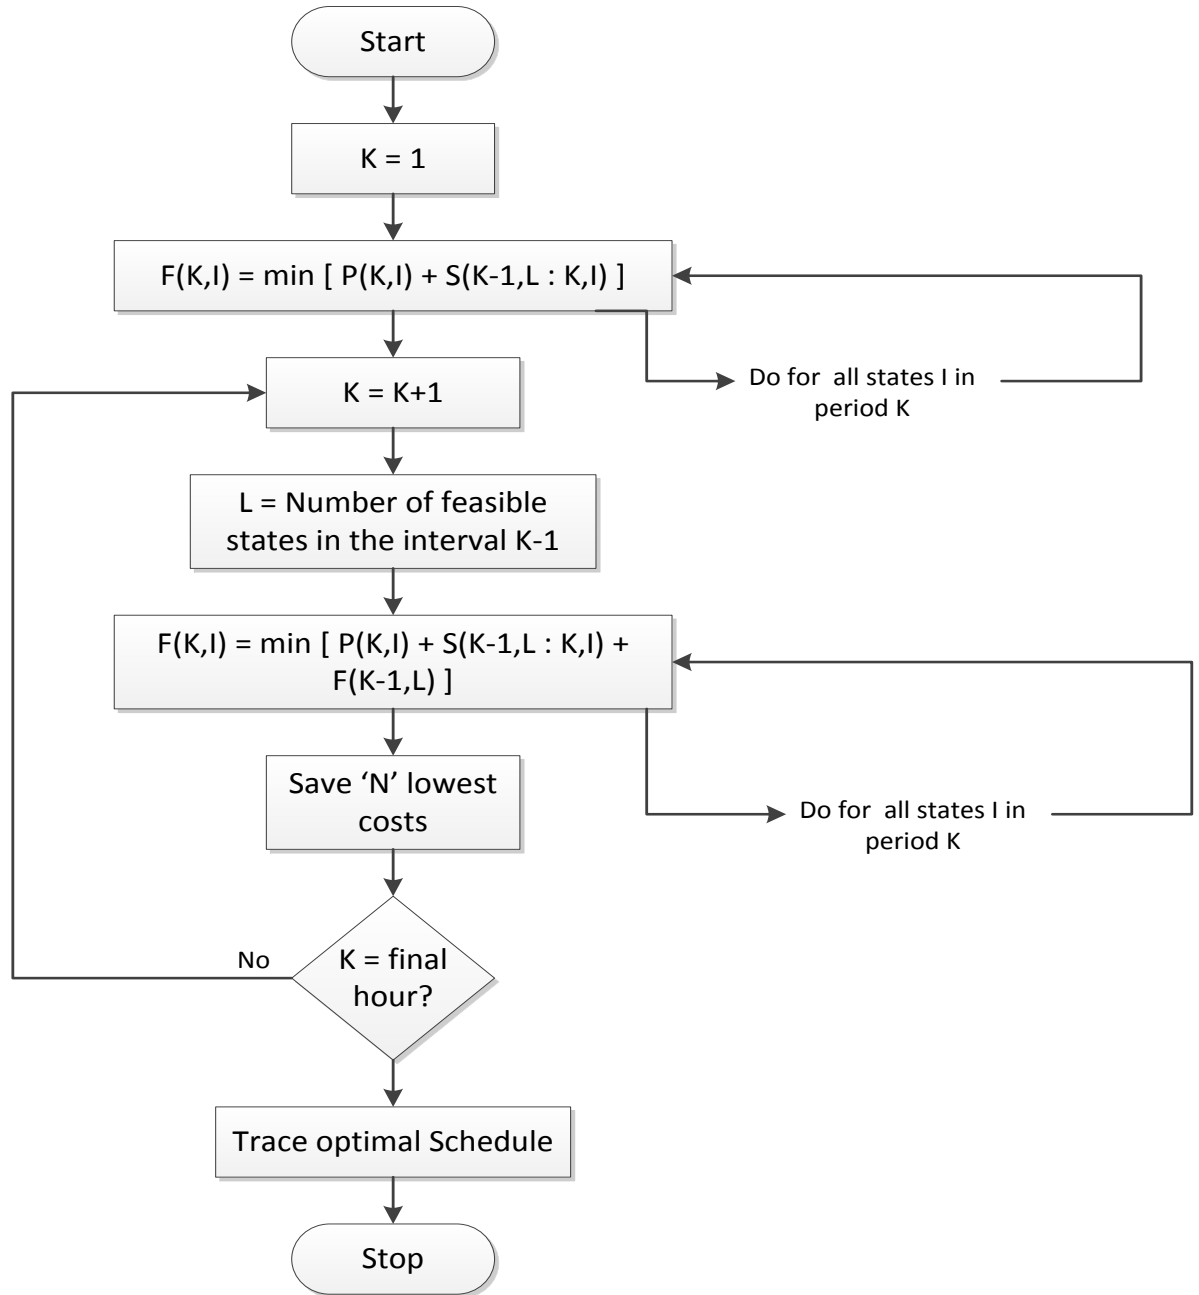 Start
K = 1
F(K,I) = min [ P(K,I) + S(K-1,L : K,I) ]
K = K+1
Do for  all states I in
period K
L = Number of feasible
states in the interval K-1
F(K,I) = min [ P(K,I) + S(K-1,L : K,I) +
F(K-1,L) ]
Save ‘N’ lowest
costs
Do for  all states I in
period K
No
K = final
hour?
Trace optimal Schedule
Stop